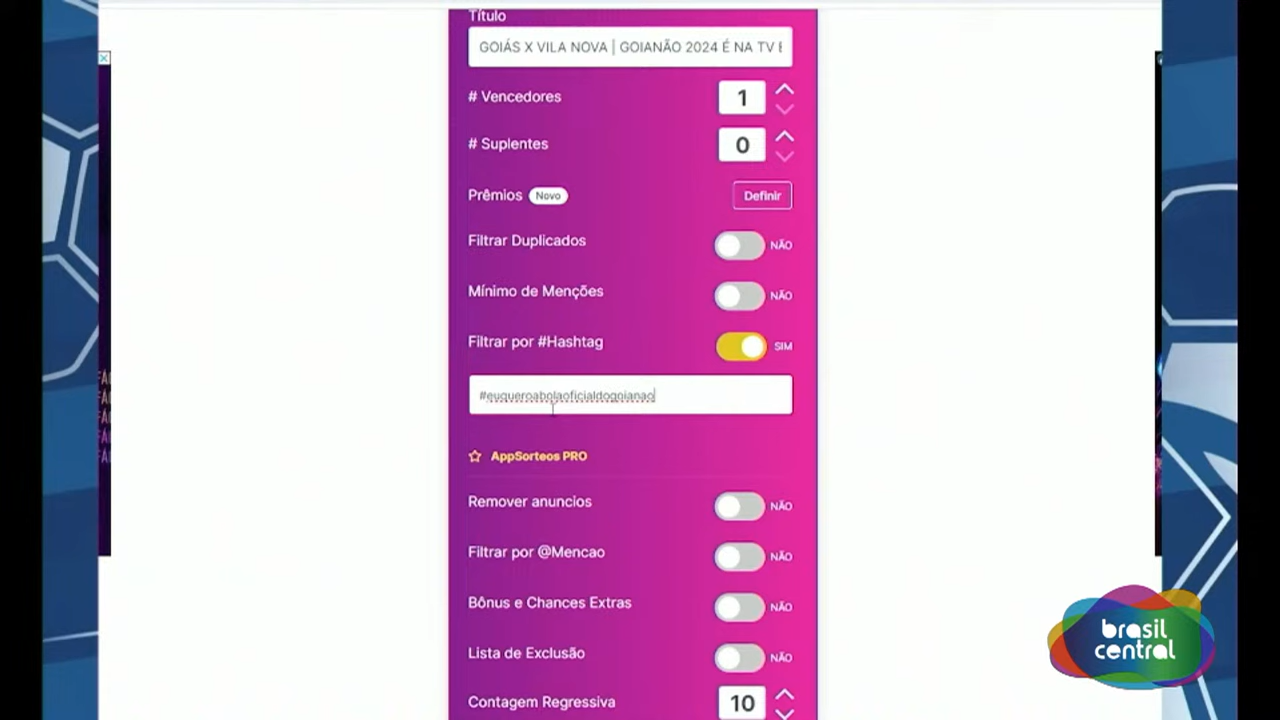 Título
GOIÁS X VILA NOVA | GOIANÃO 2024 É NA TV
# Vencedores
1
# Suplentes
0
Prêmios Novo
Definir
Filtrar Duplicados
NÃO
Mínimo de Menções
NÃO
Filtrar por #Hashtag
SIM
#euqueroabolaoficialdogoianao
AppSorteos PRO
Remover anuncios
NÃO
Filtrar por @Mencao
NÃO
Bônus e Chances Extras
NÃO
Lista de Exclusão
NÃO
Contagem Regressiva
10
brasil
central